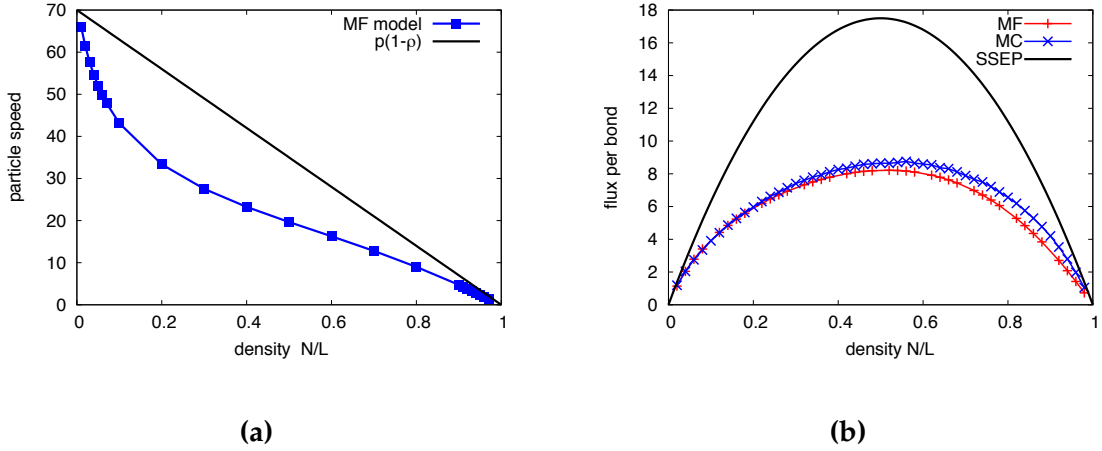 70
60
50
40
30
20
10
0
particle speed
MF model
p(1-ρ)
0 0.2 0.4 0.6 0.8 1
density N/L
(a)
18
16
14
12
10
8
6
4
2
0
flux per bond
MF
MC
SSEP
0 0.2 0.4 0.6 0.8 1
density N/L
(b)